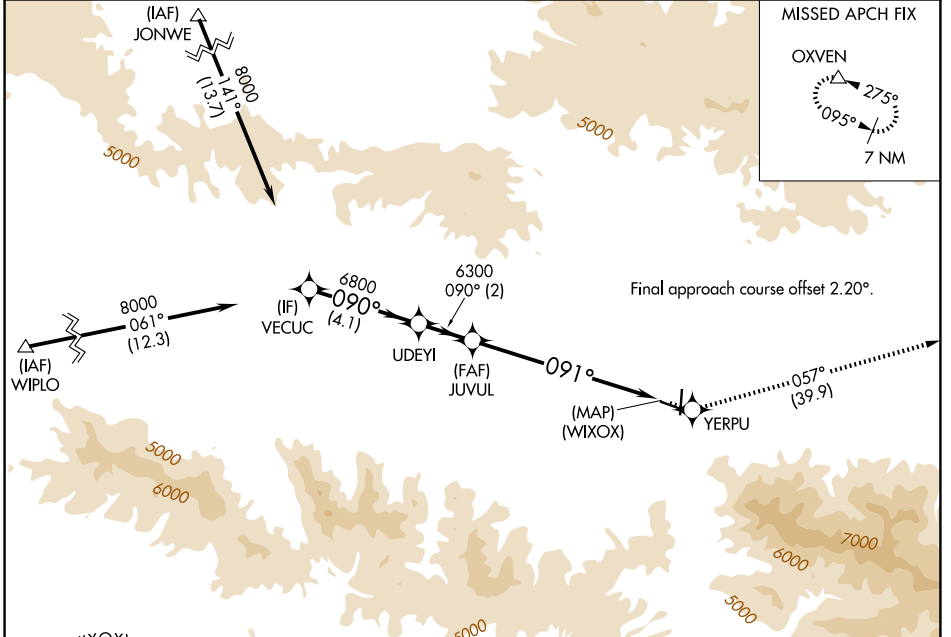 (IAF)
JONWE
8000
141°
(13.7)
MISSED APCH FIX
OXVEN
275°
095°
7 NM
5000
5000
6300
090° (2)
6800
090°
(4.1)
(IF)
VECUC
Final approach course offset 2.20°.
8000
061°
(12.3)
(IAF)
WIPLO
UDEYI
(FAF)
JUVUL
091°
(MAP)
(WIXOX)
YERPU
057°
(39.9)
5000
6000
7000
6000
5000
5000